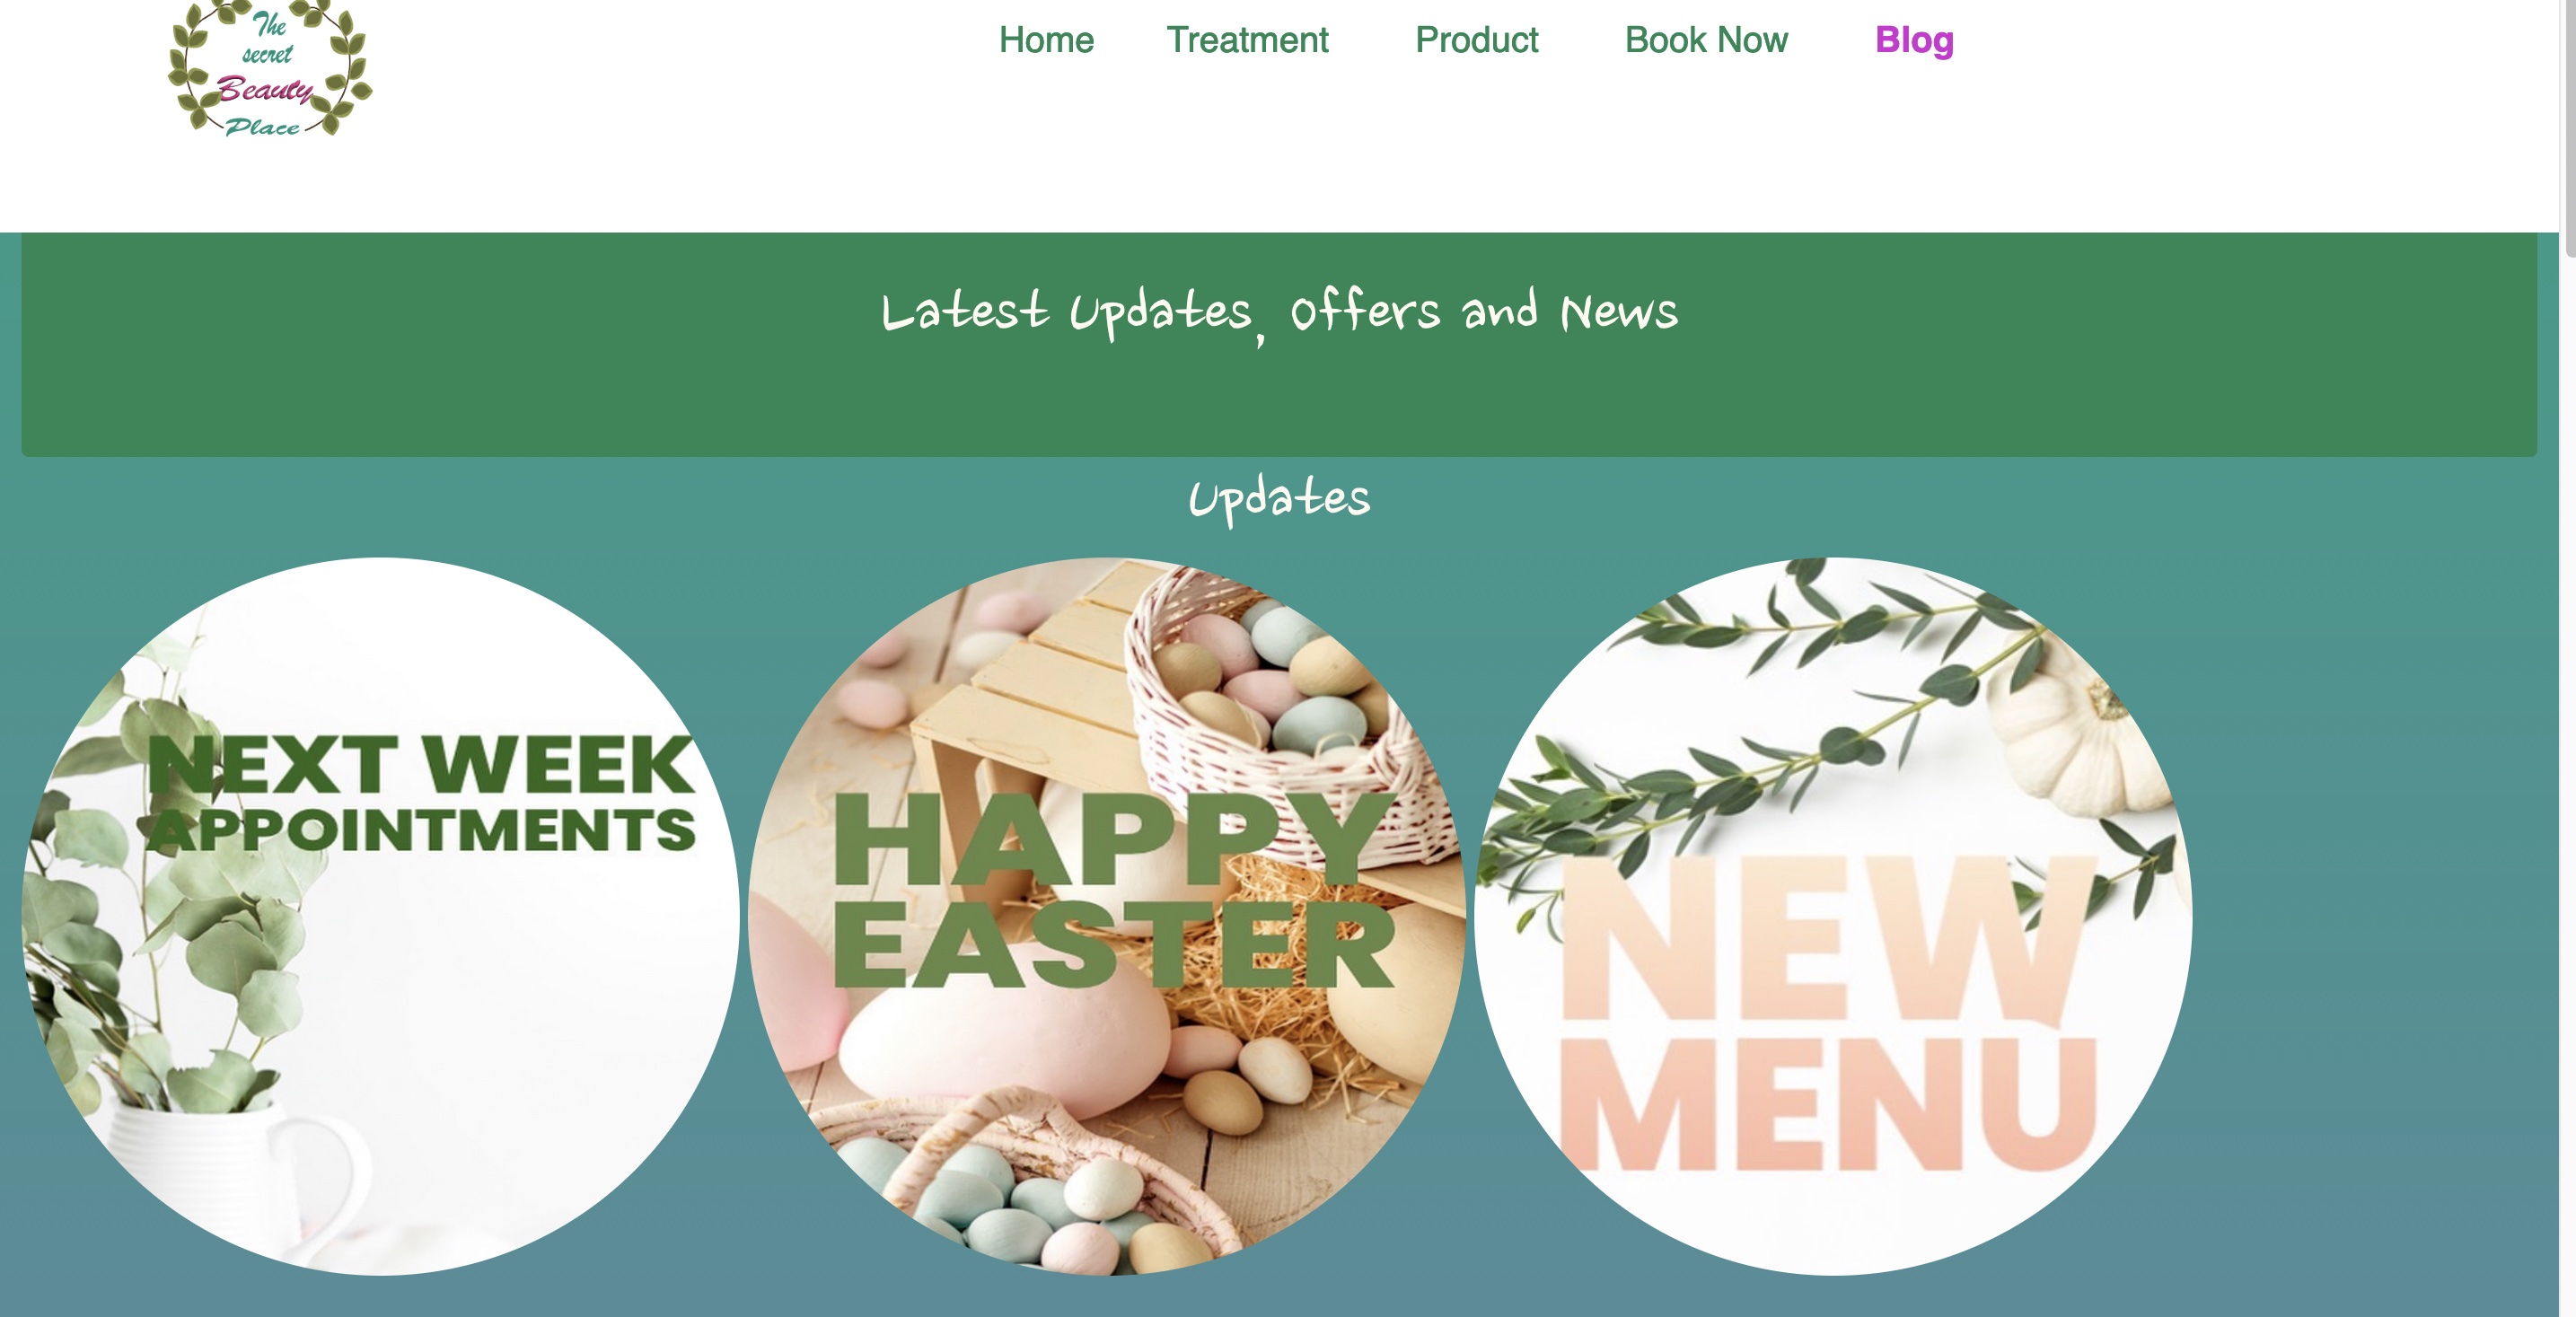 The
secret
Beauty
Place
Home Treatment Product Book Now Blog
Latest Updates, Offers and News
Updates
NEXT WEEK
APPOINTMENTS
HAPPY
EASTER
NEW
MENU